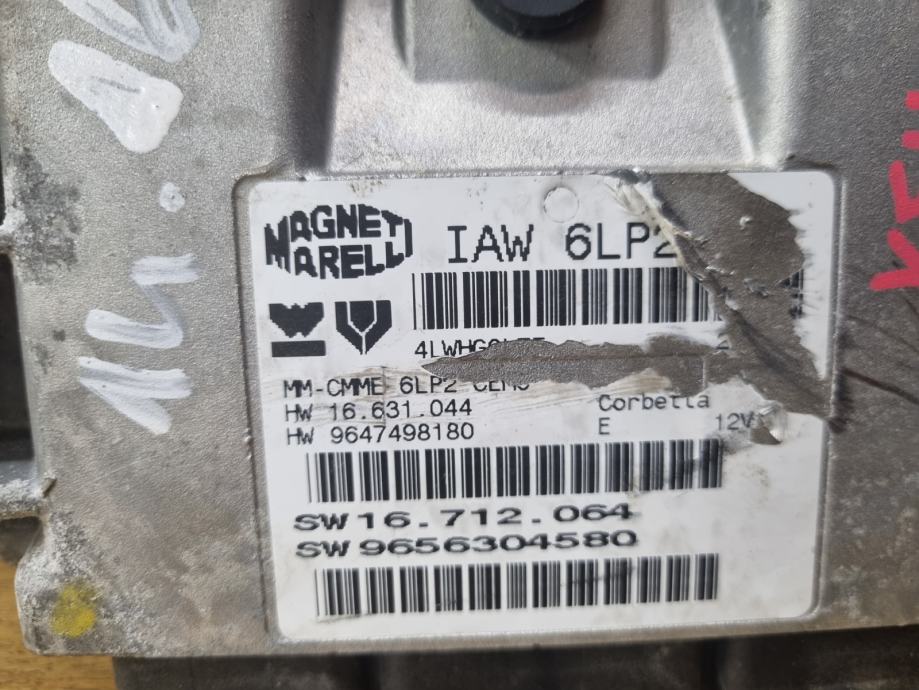 MAGNETI
MARELLI
IAW 6LP2
MM-CMME 6LP2
HW 16.631.044
Corbetta
HW 9647498180
E 12V
SW 16.712.064
SW 9656304580